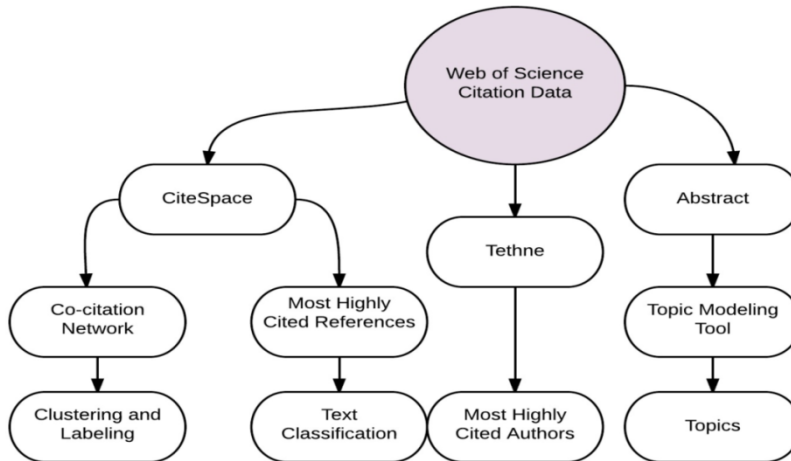 Web of Science
Citation Data
CiteSpace
Abstract
Tethne
Co-citation
Network
Most Highly
Cited References
Topic Modeling
Tool
Clustering and
Labeling
Text
Classification
Most Highly
Cited Authors
Topics